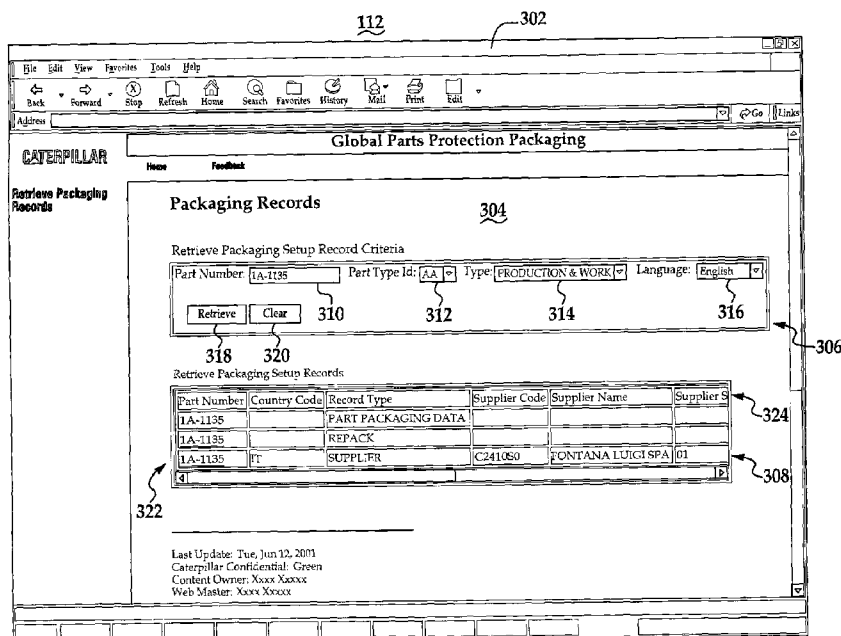 112
302
File Edit View Favorites Tools Help
Back Forward Stop Refresh Home Search Favorites History Mail Print Edit
Address Go Links
CATERPILLAR
Global Parts Protection Packaging
Home Feedback
Retrieve Packaging
Records
Packaging Records
304
Retrieve Packaging Setup Record Criteria
Part Number: 1A-1135 Part Type Id: AA Type: PRODUCTION & WORK Language: English
Retrieve Clear
310 312 314 316
318 320
306
Retrieve Packaging Setup Records
Part Number Country Code Record Type Supplier Code Supplier Name Supplier S
324
1A-1135 PART PACKAGING DATA
1A-1135 REPACK
1A-1135 IT SUPPLIER C2410S0 FONTANA LUIGI SPA 01
308
322
Last Update: Tue, Jun 12, 2001
Caterpillar Confidential: Green
Content Owner: Xxxx Xxxxx
Web Master: Xxxx Xxxxx